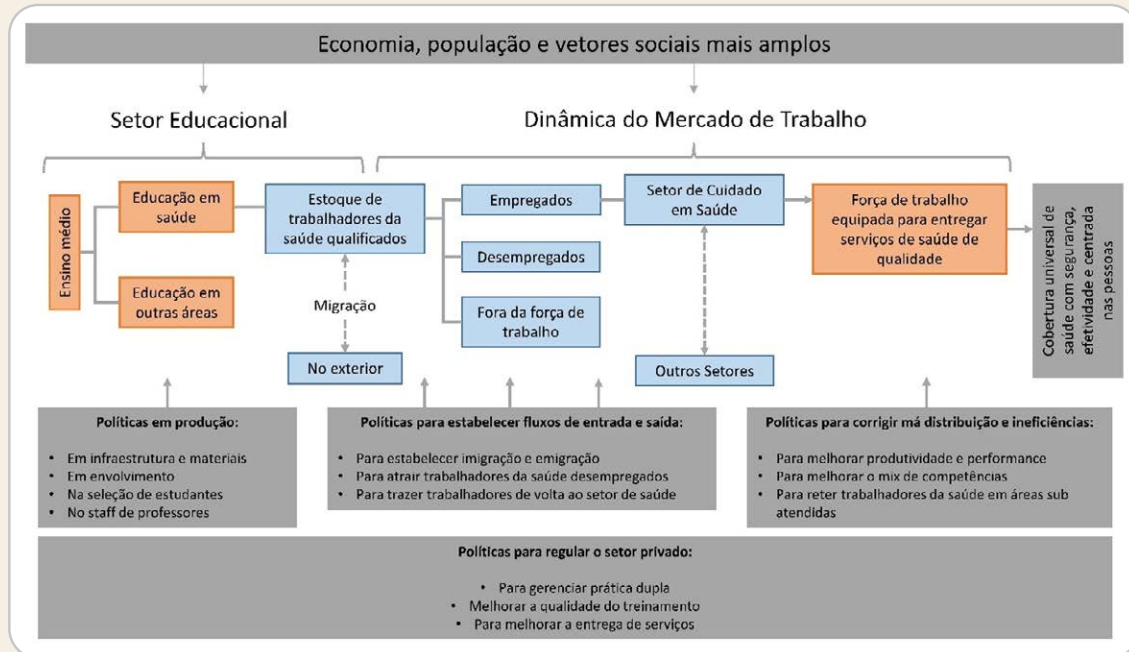 Economia, população e vetores sociais mais amplos
Setor Educacional
Dinâmica do Mercado de Trabalho
Ensino médio
Educação em
saúde
Educação em
outras áreas
Estoque de
trabalhadores da
saúde qualificados
Migração
No exterior
Empregados
Desempregados
Fora da força de
trabalho
Setor de Cuidado
em Saúde
Outros Setores
Força de trabalho
equipada para entregar
serviços de saúde de
qualidade
Cobertura universal de
saúde com segurança,
efetividade e centrada
nas pessoas
Políticas em produção:
• Em infraestrutura e materiais
• Em envolvimento
• Na seleção de estudantes
• No staff de professores
Políticas para estabelecer fluxos de entrada e saída:
• Para estabelecer imigração e emigração
• Para atrair trabalhadores da saúde desempregados
• Para trazer trabalhadores de volta ao setor de saúde
Políticas para corrigir má distribuição e ineficiências:
• Para melhorar produtividade e performance
• Para melhorar o mix de competências
• Para reter trabalhadores da saúde em áreas sub
atendidas
Políticas para regular o setor privado:
• Para gerenciar prática dupla
• Melhorar a qualidade do treinamento
• Para melhorar a entrega de serviços